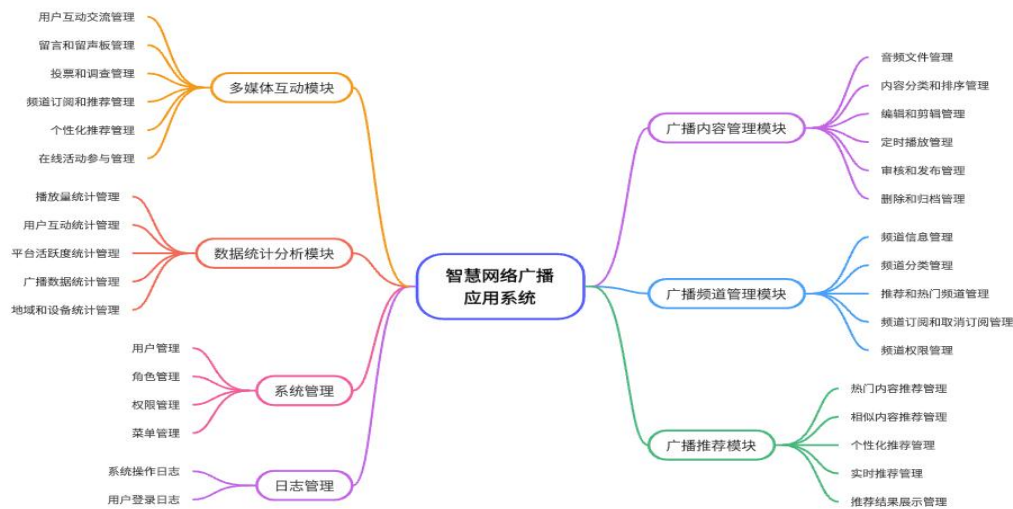 智慧网络广播
应用系统
多媒体互动模块
用户互动交流管理
留言和留声板管理
投票和调查管理
频道订阅和推荐管理
个性化推荐管理
在线活动参与管理
数据统计分析模块
播放量统计管理
用户互动统计管理
平台活跃度统计管理
广播数据统计管理
地域和设备统计管理
系统管理
用户管理
角色管理
权限管理
菜单管理
日志管理
系统操作日志
用户登录日志
广播内容管理模块
音频文件管理
内容分类和排序管理
编辑和剪辑管理
定时播放管理
审核和发布管理
删除和归档管理
广播频道管理模块
频道信息管理
频道分类管理
推荐和热门频道管理
频道订阅和取消订阅管理
频道权限管理
广播推荐模块
热门内容推荐管理
相似内容推荐管理
个性化推荐管理
实时推荐管理
推荐结果展示管理